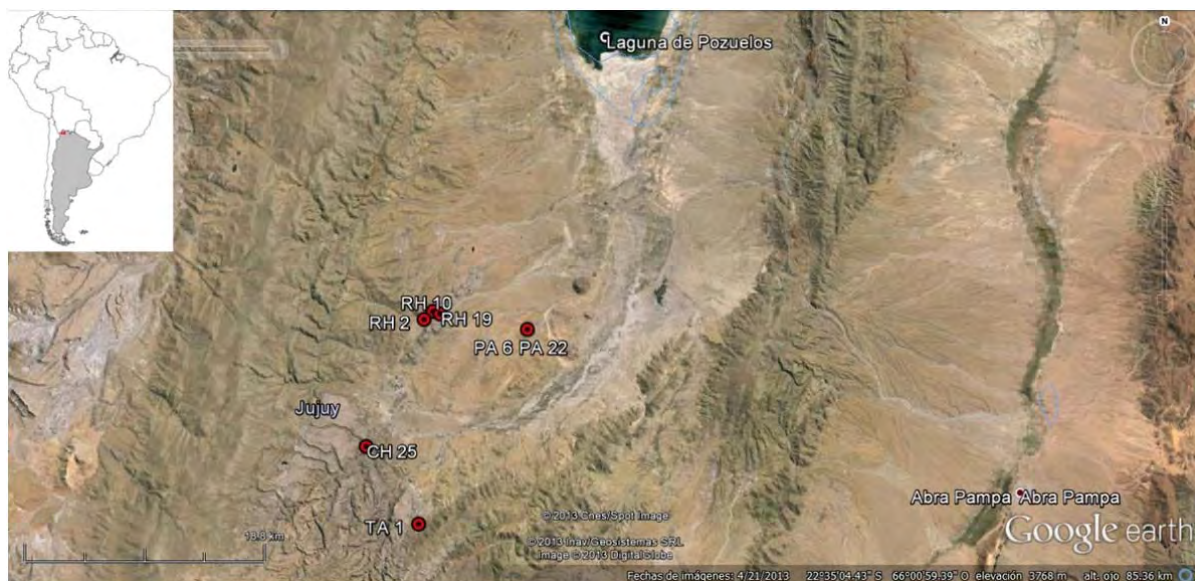 N
Laguna de Pozuelos
RH 10
RH 2
RH 19
PA 6 PA 22
Jujuy
CH 25
Abra Pampa Abra Pampa
TA 1
© 2013 Cnes/Spot Image
Google earth
© 2013 Inav/Geosistemas SRL
Image © 2013 DigitalGlobe
Fechas de imágenes: 4/21/2013 22°35'04.43" S 66°00'59.39" O elevación 3768 m alt. ojo 85.36 km